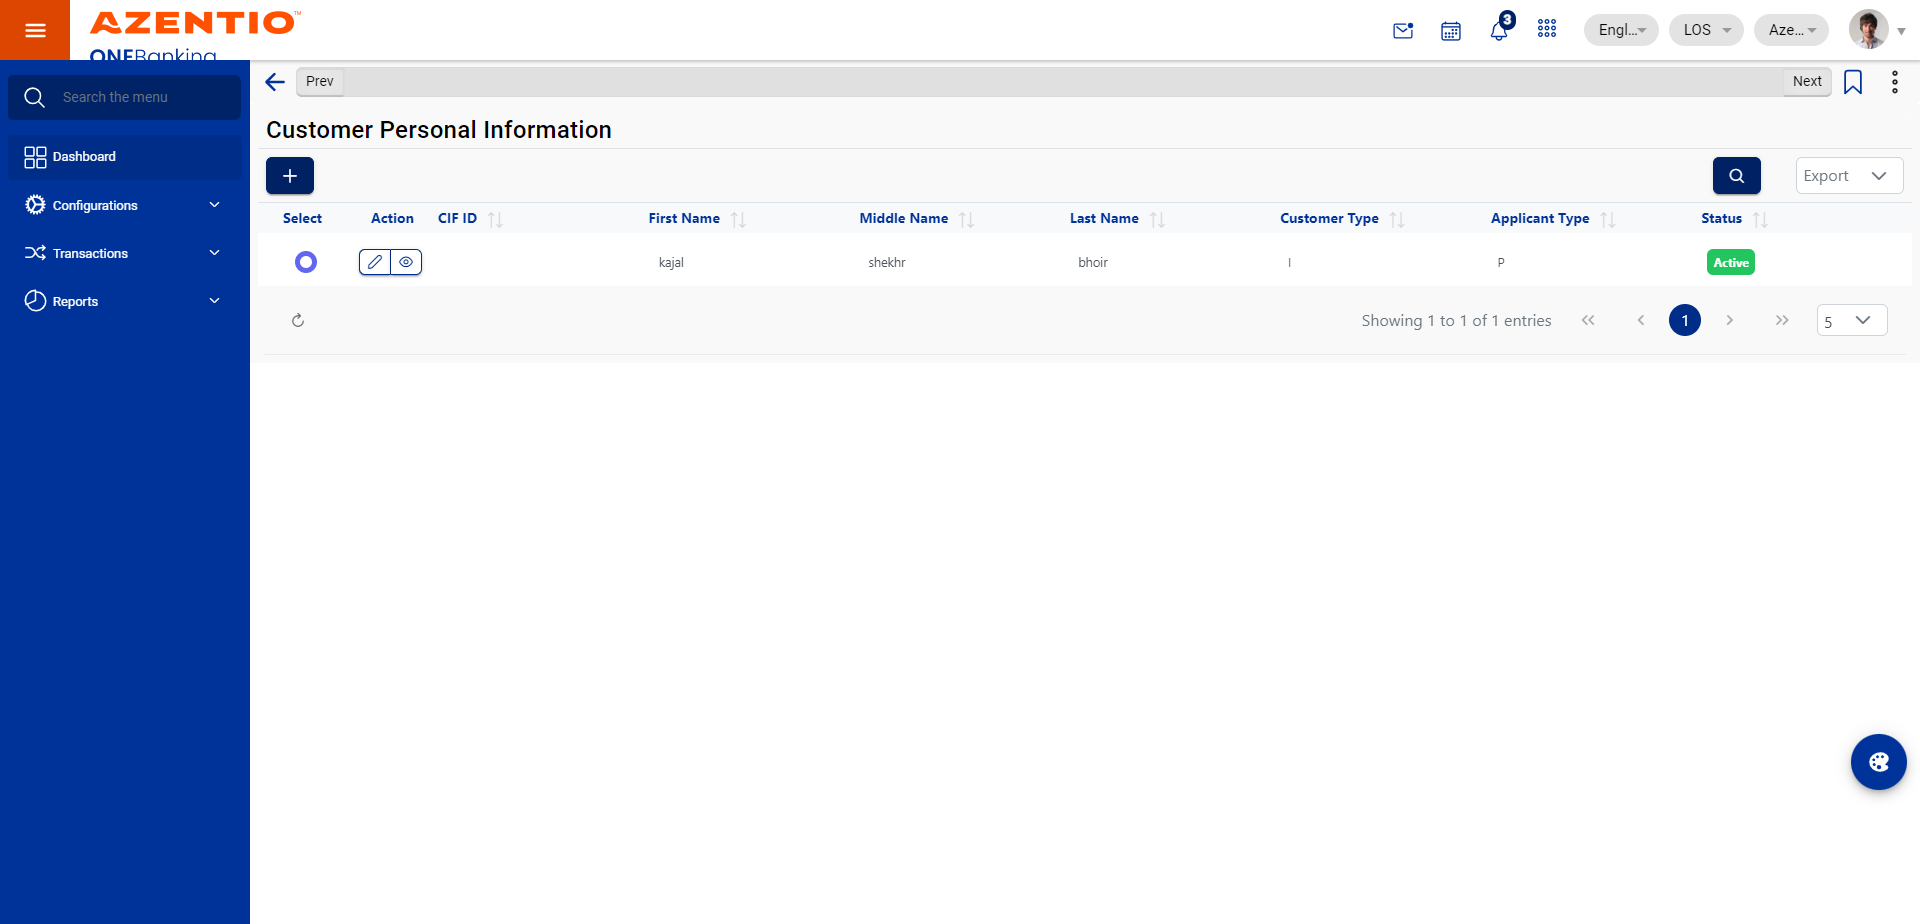 AZENTIO™
ONEBanking
3
Engl...
LOS
Aze...
Search the menu
Dashboard
Configurations
Transactions
Reports
Prev
Next
Customer Personal Information
Export
Select Action CIF ID First Name Middle Name Last Name Customer Type Applicant Type Status
kajal shekhr bhoir I P Active
Showing 1 to 1 of 1 entries
1
5